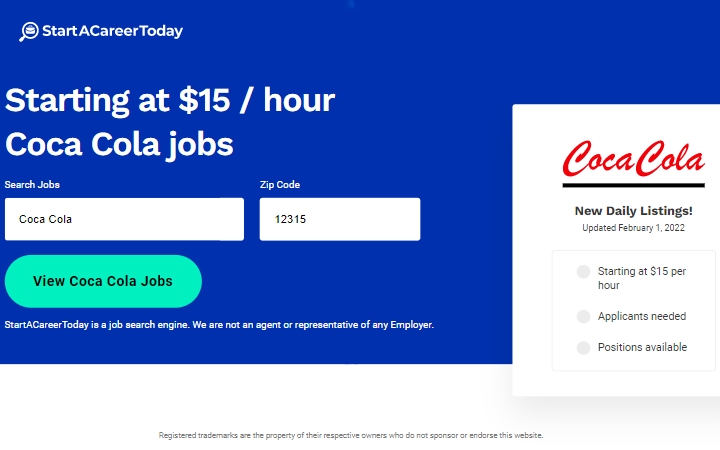 StartACareerToday
Starting at $15 / hour
Coca Cola jobs
Search Jobs
Zip Code
Coca Cola
12315
View Coca Cola Jobs
StartACareerToday is a job search engine. We are not an agent or representative of any Employer.
Coca Cola
New Daily Listings!
Updated February 1, 2022
Starting at $15 per
hour
Applicants needed
Positions available
Registered trademarks are the property of their respective owners who do not sponsor or endorse this website.